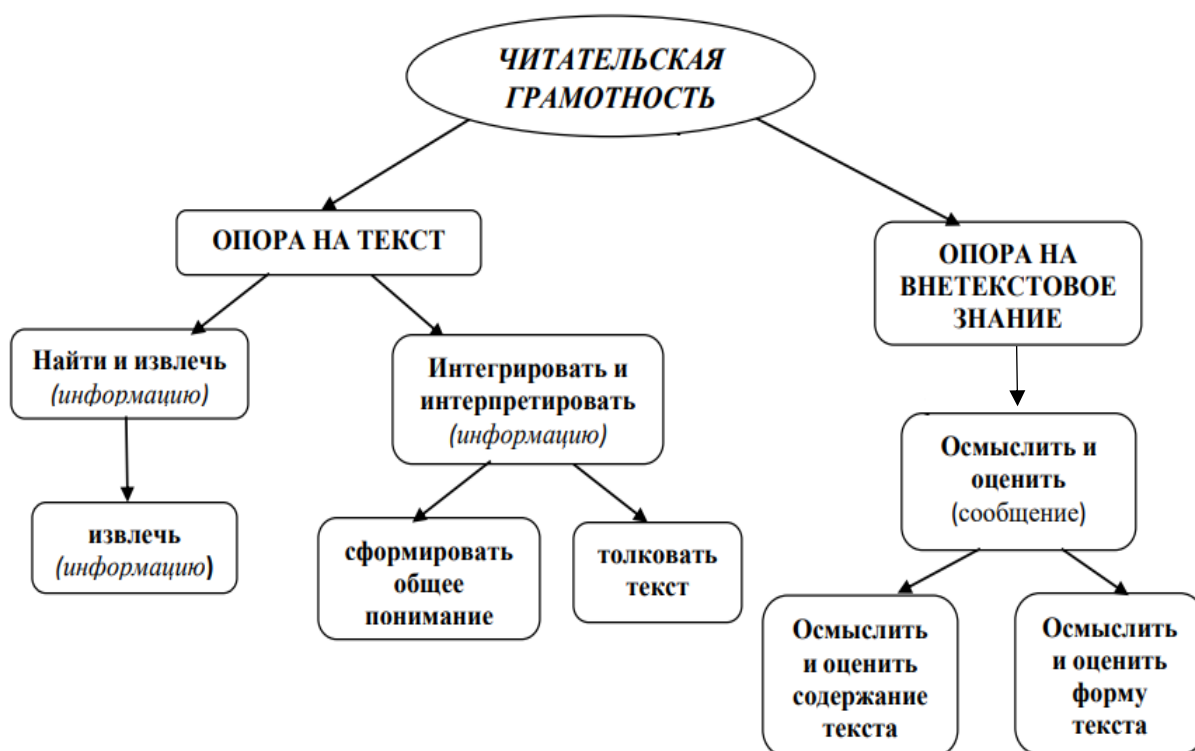 ЧИТАТЕЛЬСКАЯ
ГРАМОТНОСТЬ
ОПОРА НА ТЕКСТ
ОПОРА НА
ВНЕТЕКСТОВОЕ
ЗНАНИЕ
Найти и извлечь
(информацию)
Интегрировать и
интерпретировать
(информацию)
Осмыслить и
оценить
(сообщение)
извлечь
(информацию)
сформировать
общее
понимание
толковать
текст
Осмыслить
и оценить
содержание
текста
Осмыслить
и оценить
форму
текста